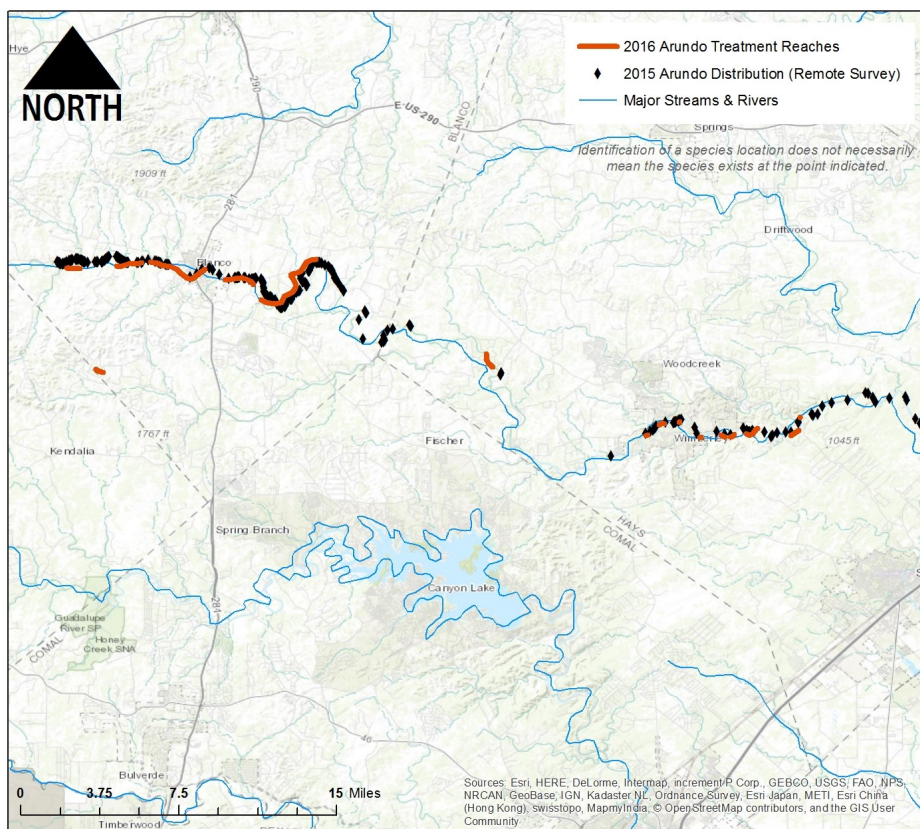 Hye
NORTH
2016 Arundo Treatment Reaches
2015 Arundo Distribution (Remote Survey)
Major Streams & Rivers
290
E US-290
BLANCO
Springs
Identification of a species location does not necessarily
mean the species exists at the point indicated.
1909 ft
281
Driftwood
Blanco
Woodcreek
1767 ft
Fischer
Wimberley
1045 ft
Kendalia
HAYS
COMAL
Spring Branch
Canyon Lake
281
Guadalupe
River SP
Honey
Creek SNA
COMAL
46
Bulverde
0 3.75 7.5 15 Miles
Timberwood
Sources: Esri, HERE, DeLorme, Intermap, increment P Corp., GEBCO, USGS, FAO, NPS,
NRCAN, GeoBase, IGN, Kadaster NL, Ordnance Survey, Esri Japan, METI, Esri China
(Hong Kong), swisstopo, MapmyIndia, © OpenStreetMap contributors, and the GIS User
Community